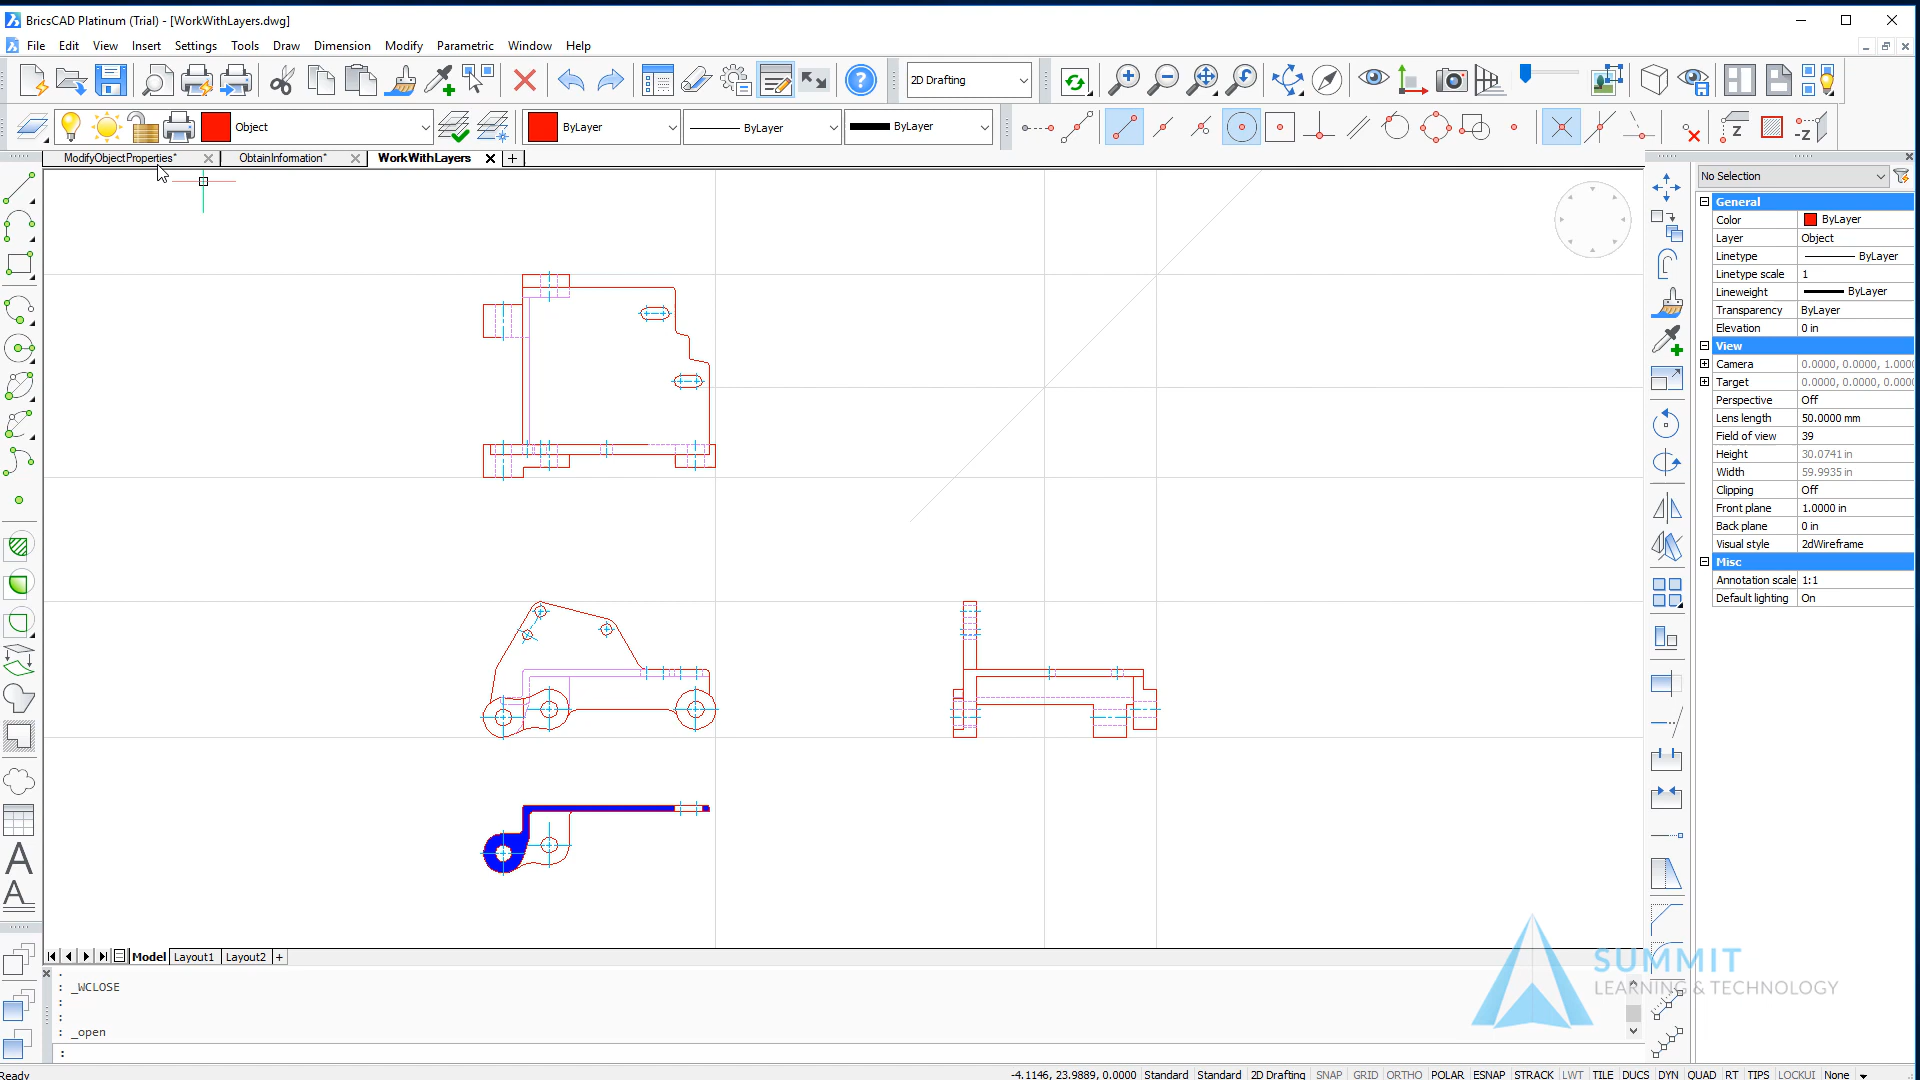 BricsCAD Platinum (Trial) - [WorkWithLayers.dwg]
File Edit View Insert Settings Tools Draw Dimension Modify Parametric Window Help
2D Drafting
Object ByLayer ByLayer ByLayer
ModifyObjectProperties* ObtainInformation* WorkWithLayers
No Selection
General
Color ByLayer
Layer Object
Linetype ByLayer
Linetype scale 1
Lineweight ByLayer
Transparency ByLayer
Elevation 0 in
View
Camera 0.0000, 0.0000, 1.0000
Target 0.0000, 0.0000, 0.0000
Perspective Off
Lens length 50.0000 mm
Field of view 39
Height 30.0741 in
Width 59.9935 in
Clipping Off
Front plane 1.0000 in
Back plane 0 in
Visual style 2dWireframe
Misc
Annotation scale 1:1
Default lighting On
Model Layout1 Layout2 +
:
: _WCLOSE
:
:
: _open
:
SUMMIT
LEARNING & TECHNOLOGY
Ready -4.1146, 23.9889, 0.0000 Standard Standard 2D Drafting SNAP GRID ORTHO POLAR ESNAP STRACK LWT TILE DUCS DYN QUAD RT TIPS LOCKUI None